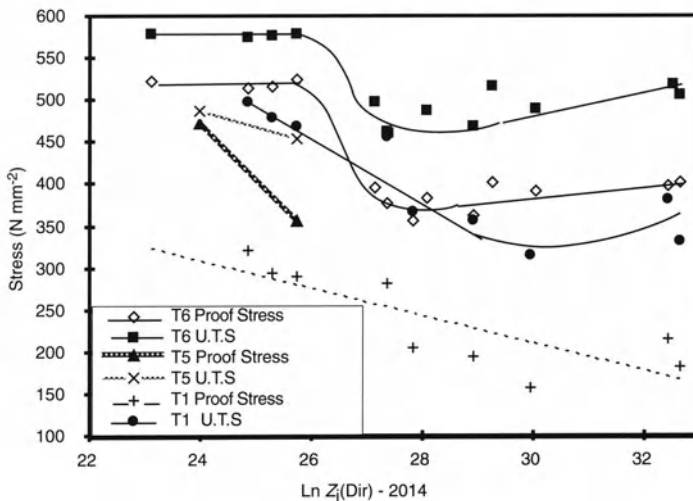 600
550
500
450
400
350
300
250
200
150
100
Stress (N mm-2)
T6 Proof Stress
T6 U.T.S
T5 Proof Stress
T5 U.T.S
T1 Proof Stress
T1 U.T.S
22 24 26 28 30 32
Ln Zj(Dir) - 2014